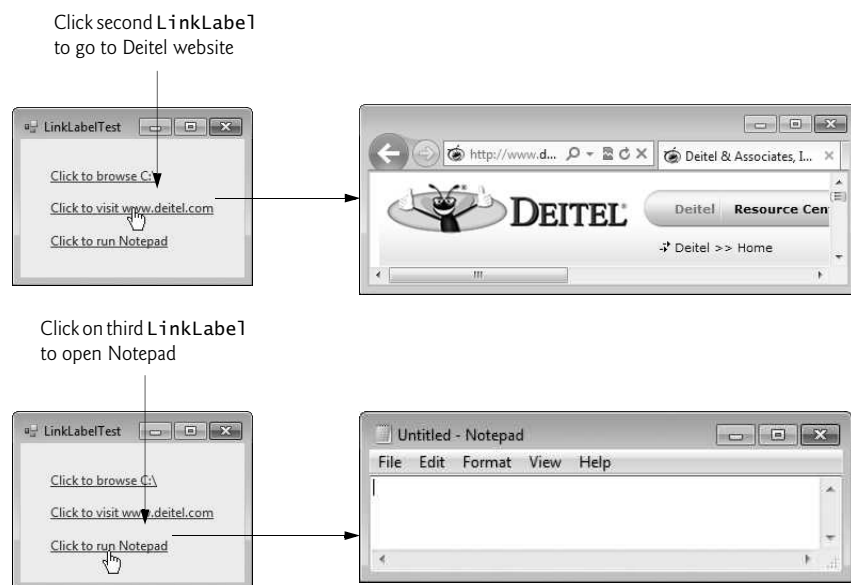 Click second LinkLabel
to go to Deitel website
LinkLabelTest
Click to browse C:\
Click to visit www.deitel.com
Click to run Notepad
http://www.d...
Deitel & Associates, I...
DEITEL
Deitel
Resource Cen
Deitel >> Home
Click on third LinkLabel
to open Notepad
LinkLabelTest
Click to browse C:\
Click to visit www.deitel.com
Click to run Notepad
Untitled - Notepad
File Edit Format View Help